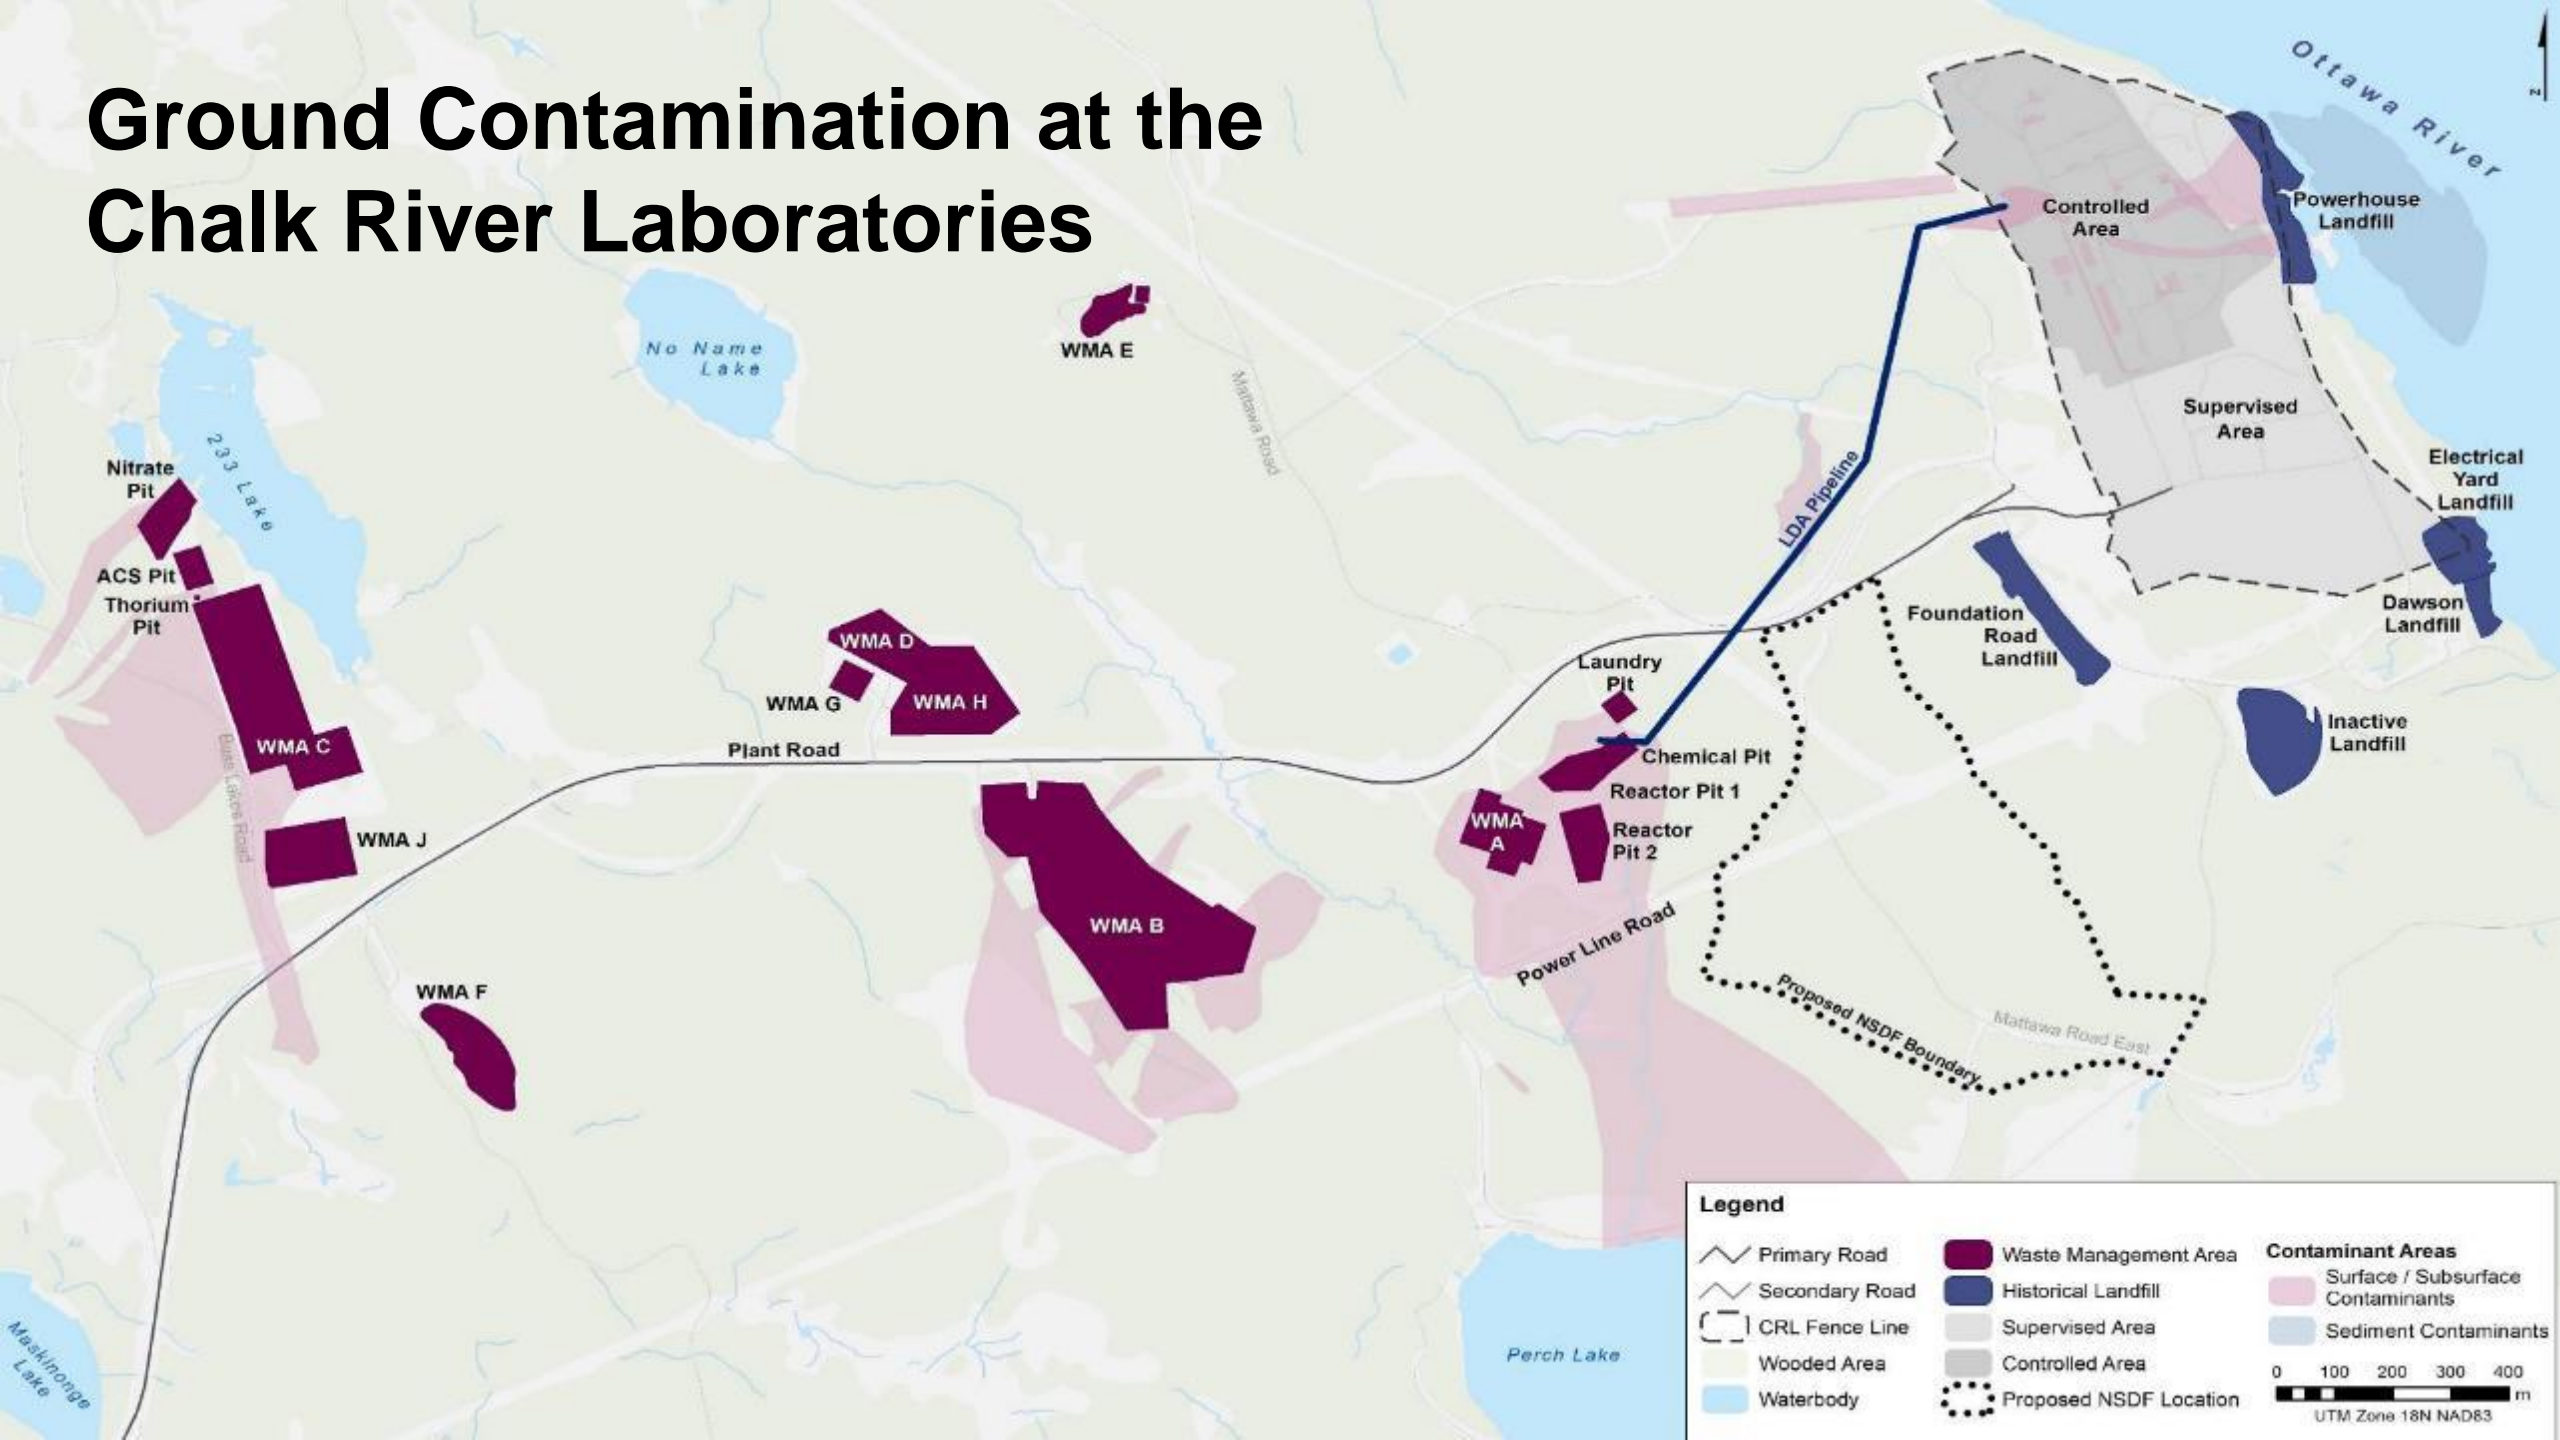 Ground Contamination at the
Chalk River Laboratories
Ottawa River
N
Controlled
Area
Powerhouse
Landfill
No Name
Lake
WMA E
Mattawa Road
Supervised
Area
233 Lake
Nitrate
Pit
LDA Pipeline
Electrical
Yard
Landfill
ACS Pit
Thorium
Pit
Foundation
Road
Landfill
Dawson
Landfill
WMA D
WMA G
WMA H
Laundry
Pit
Inactive
Landfill
WMA C
Bass Lakes Road
Plant Road
Chemical Pit
Reactor Pit 1
WMA
A
Reactor
Pit 2
WMA J
WMA B
Power Line Road
WMA F
Proposed NSDF Boundary
Mattawa Road East
Maskinonge
Lake
Perch Lake
Legend
Primary Road
Secondary Road
CRL Fence Line
Wooded Area
Waterbody
Waste Management Area
Historical Landfill
Supervised Area
Controlled Area
Proposed NSDF Location
Contaminant Areas
Surface / Subsurface
Contaminants
Sediment Contaminants
0 100 200 300 400
m
UTM Zone 18N NAD83